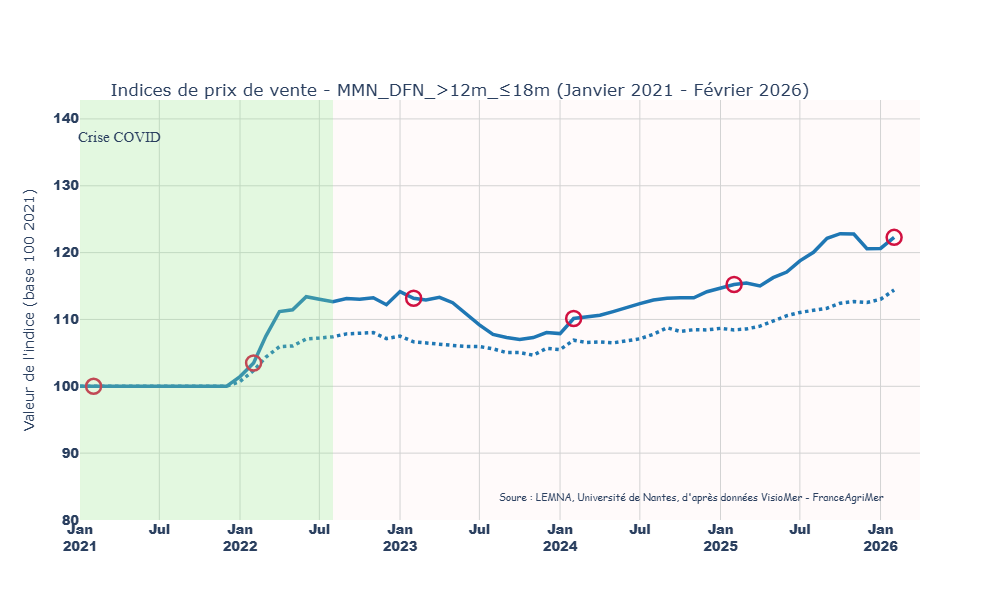 Indices de prix de vente - MMN_DFN_>12m_≤18m (Janvier 2021 - Février 2026)
Crise COVID
Valeur de l'indice (base 100 2021)
140
130
120
110
100
90
80
Soure : LEMNA, Université de Nantes, d'après données VisioMer - FranceAgriMer
Jan Jul Jan Jul Jan Jul Jan Jul Jan Jul Jan
2021 2022 2023 2024 2025 2026